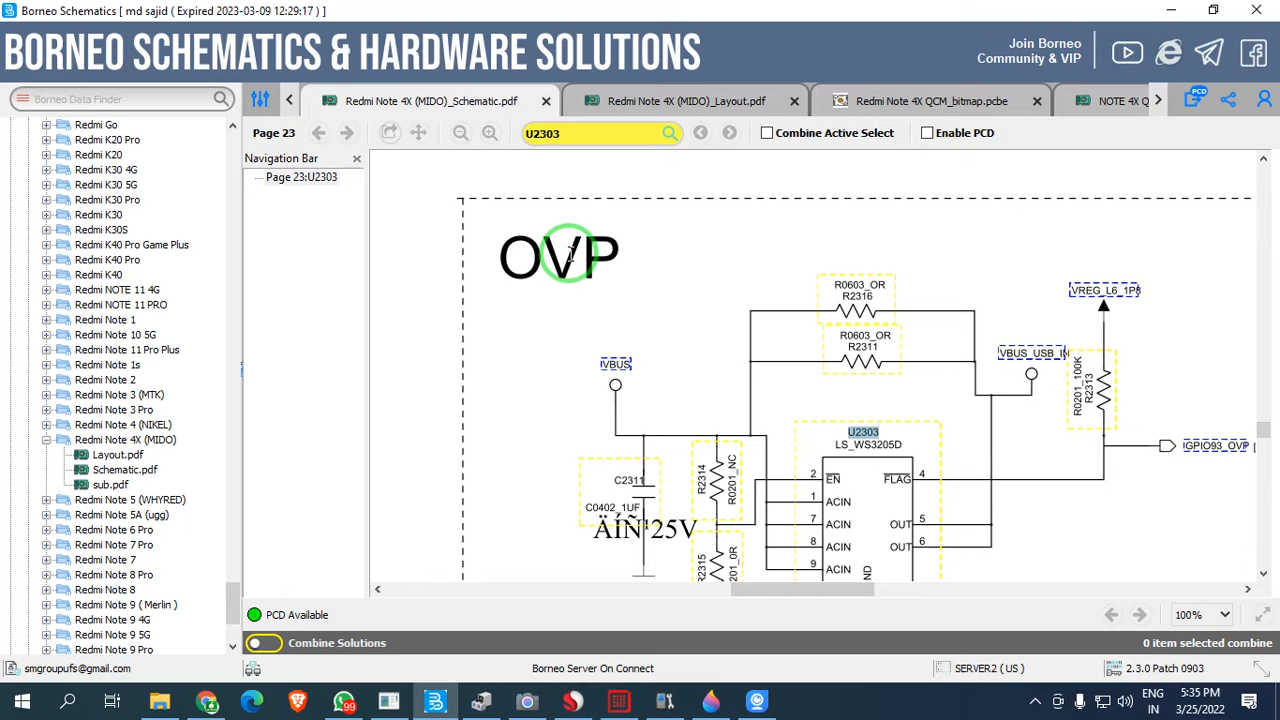 Borneo Schematics [ md sajid ( Expired 2023-03-09 12:29:17 ) ]
BORNEO SCHEMATICS & HARDWARE SOLUTIONS
Join Borneo
Community & VIP
Borneo Data Finder
Redmi Note 4X (MIDO)_Schematic.pdf
Redmi Note 4X (MIDO)_Layout.pdf
Redmi Note 4X QCM_bitmap.pcbe
NOTE 4X Q
PCD
Page 23
U2303
Combine Active Select
Enable PCD
Navigation Bar
Page 23:U2303
Redmi Go
Redmi K20 Pro
Redmi K20
Redmi K30 4G
Redmi K30 5G
Redmi K30 Pro
Redmi K30
Redmi K30S
Redmi K40 Pro Game Plus
Redmi K40 Pro
Redmi K40
Redmi NOTE 11 4G
Redmi NOTE 11 PRO
Redmi Note 1
Redmi Note 10 5G
Redmi Note 11 Pro Plus
Redmi Note 1s
Redmi Note 2
Redmi Note 3 (MTK)
Redmi Note 3 Pro
Redmi Note 4 (NIKEL)
Redmi Note 4X (MIDO)
Layout.pdf
Schematic.pdf
sub.pdf
Redmi Note 5 (WHYRED)
Redmi Note 5A (ugg)
Redmi Note 6 Pro
Redmi Note 7 Pro
Redmi Note 7
Redmi Note 8 Pro
Redmi Note 8
Redmi Note 9 ( Merlin )
Redmi Note 9 4G
Redmi Note 9 5G
Redmi Note 9 Pro
OVP
R0603_OR
R2316
R0603_OR
R2311
VREG_L6_1P8
VBUS
VBUS_USB_IN
R0201_100K
R2313
U2303
LS_WS3205D
GPIO93_OVP [
C2311
C0402_1UF
ÄÍÑ¹25V
R2314
R0201_NC
R2315
201_0R
2 EN
1 ACIN
7 ACIN
8 ACIN
9 ACIN
FLAG 4
OUT 5
OUT 6
ND
PCD Available
100%
Combine Solutions
0 item selected combine
smgroupufs@gmail.com
Borneo Server On Connect
SERVER2 ( US )
2.3.0 Patch 0903
99
ENG
IN
5:35 PM
3/25/2022